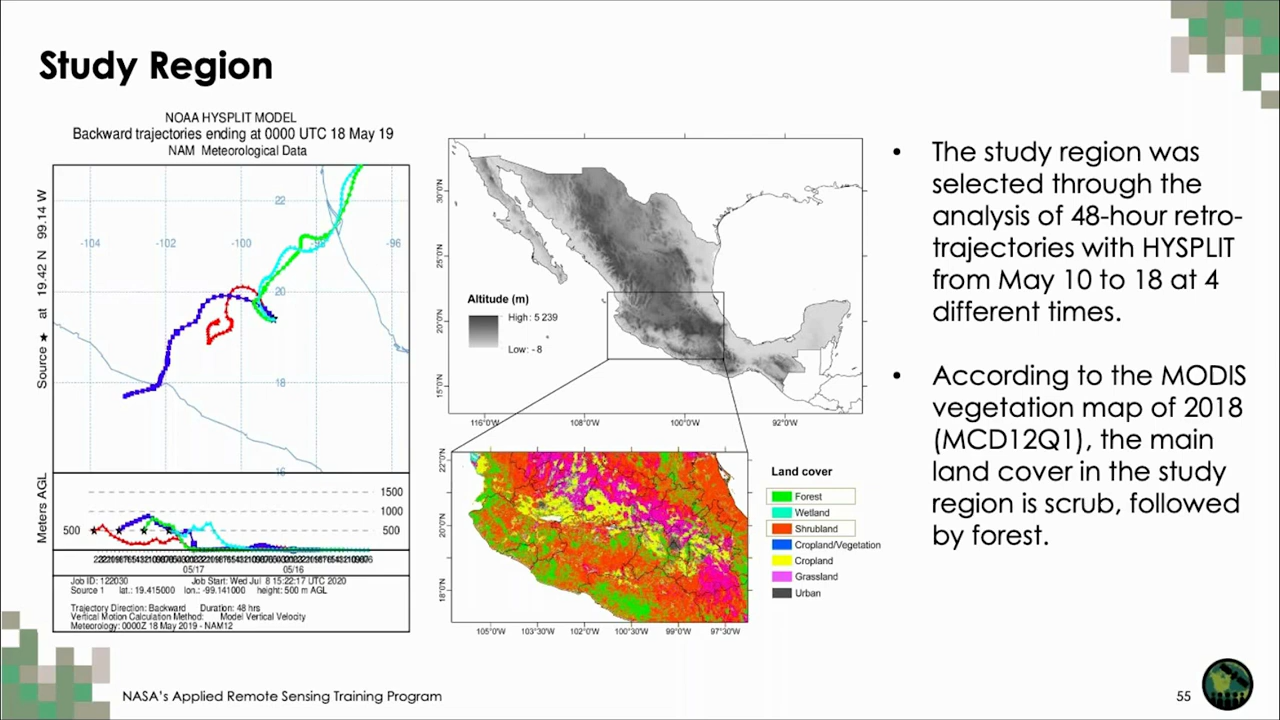 Study Region
NOAA HYSPLIT MODEL
Backward trajectories ending at 0000 UTC 18 May 19
NAM Meteorological Data
Source ★ at 19.42 N 99.14 W
22
-104
-102
-100
-98
-96
20
18
16
Meters AGL
1500
1000
500
500
05/17
05/16
Job ID: 122030 Job Start: Wed Jul 8 15:22:17 UTC 2020
Source 1 lat.: 19.415000 lon.: -99.141000 height: 500 m AGL
Trajectory Direction: Backward Duration: 48 hrs
Vertical Motion Calculation Method: Model Vertical Velocity
Meteorology: 0000Z 18 May 2019 - NAM12
30°0'N
25°0'N
20°0'N
15°0'N
Altitude (m)
High: 5 239
Low: - 8
116°0'W
108°0'W
100°0'W
92°0'W
22°0'N
20°0'N
18°0'N
105°0'W
103°30'W
102°0'W
100°30'W
99°0'W
97°30'W
Land cover
Forest
Wetland
Shrubland
Cropland/Vegetation
Cropland
Grassland
Urban
• The study region was
selected through the
analysis of 48-hour retro-
trajectories with HYSPLIT
from May 10 to 18 at 4
different times.
• According to the MODIS
vegetation map of 2018
(MCD12Q1), the main
land cover in the study
region is scrub, followed
by forest.
NASA's Applied Remote Sensing Training Program
55